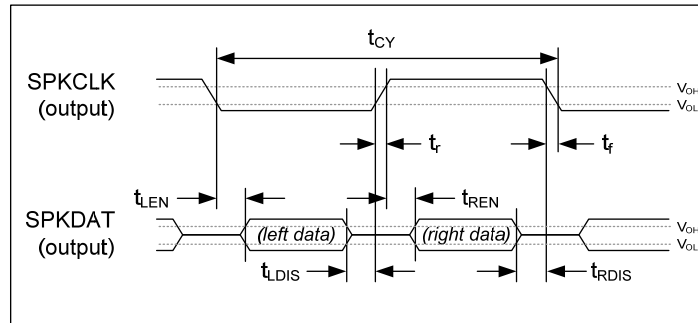 tCY
SPKCLK
(output)
VOH
VOL
tr
tf
tLEN
tREN
SPKDAT
(output)
(left data)
(right data)
VOH
VOL
tLDIS
tRDIS